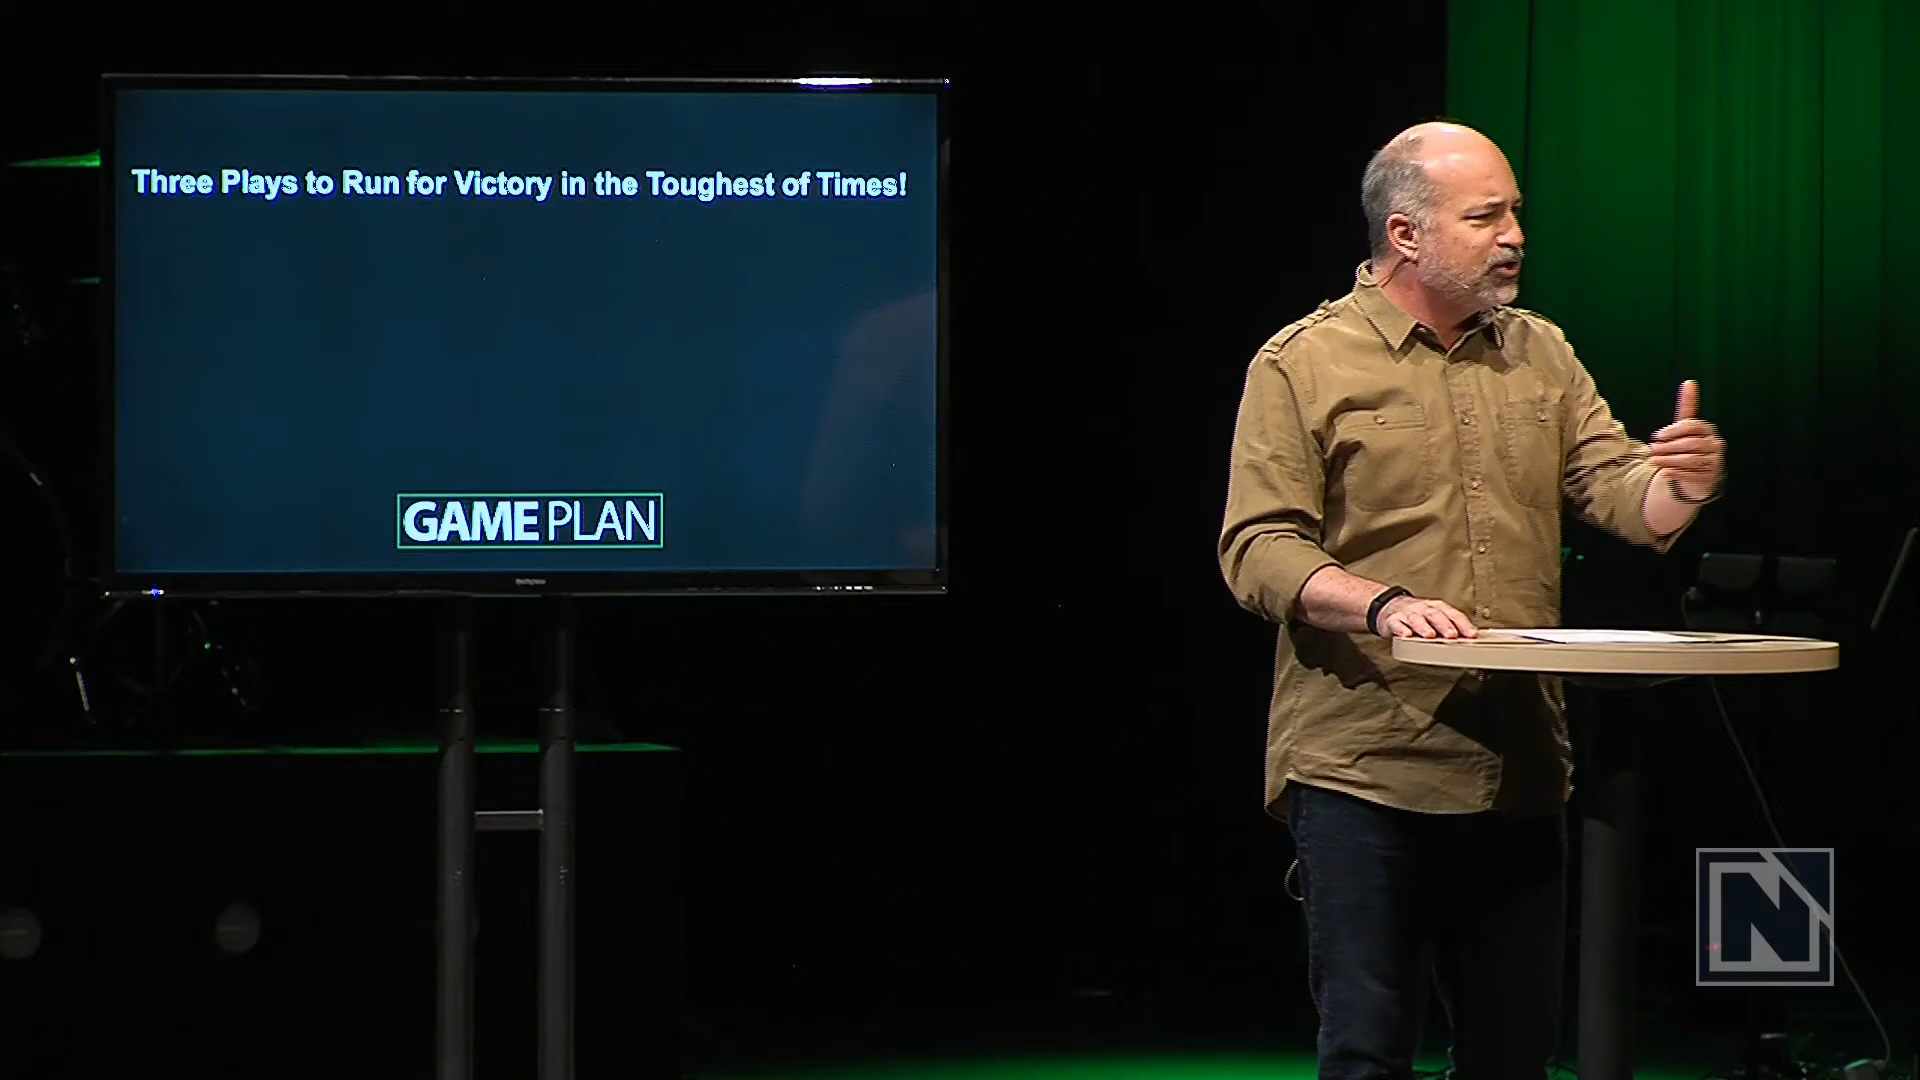 Three Plays to Run for Victory in the Toughest of Times!
GAME PLAN
N